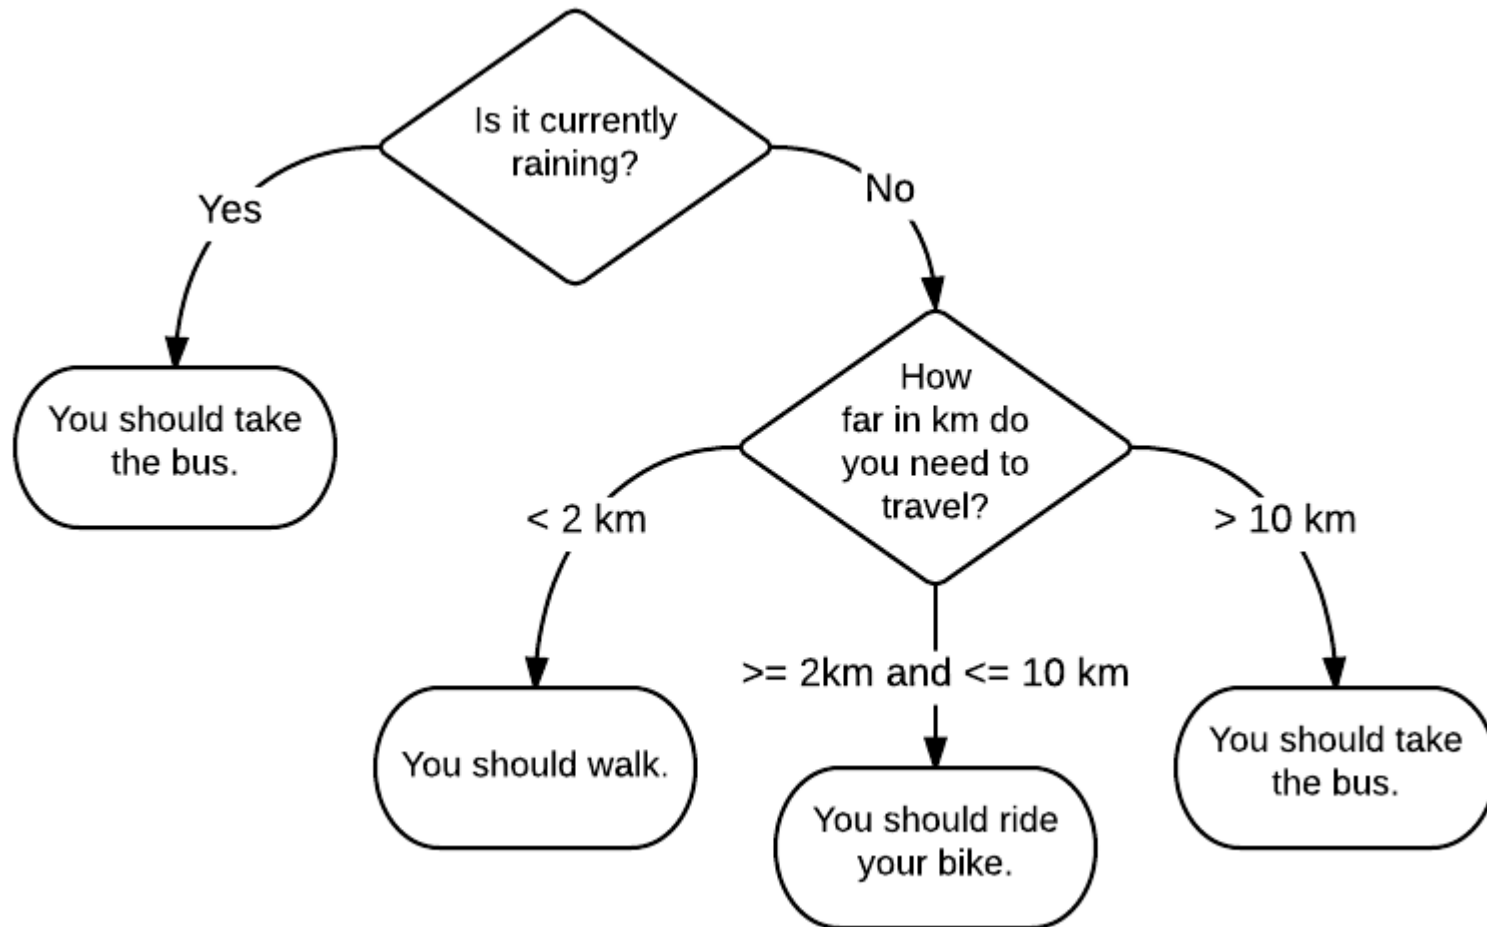 Is it currently
raining?
Yes
No
You should take
the bus.
How
far in km do
you need to
travel?
< 2 km
> 10 km
>= 2km and <= 10 km
You should walk.
You should ride
your bike.
You should take
the bus.